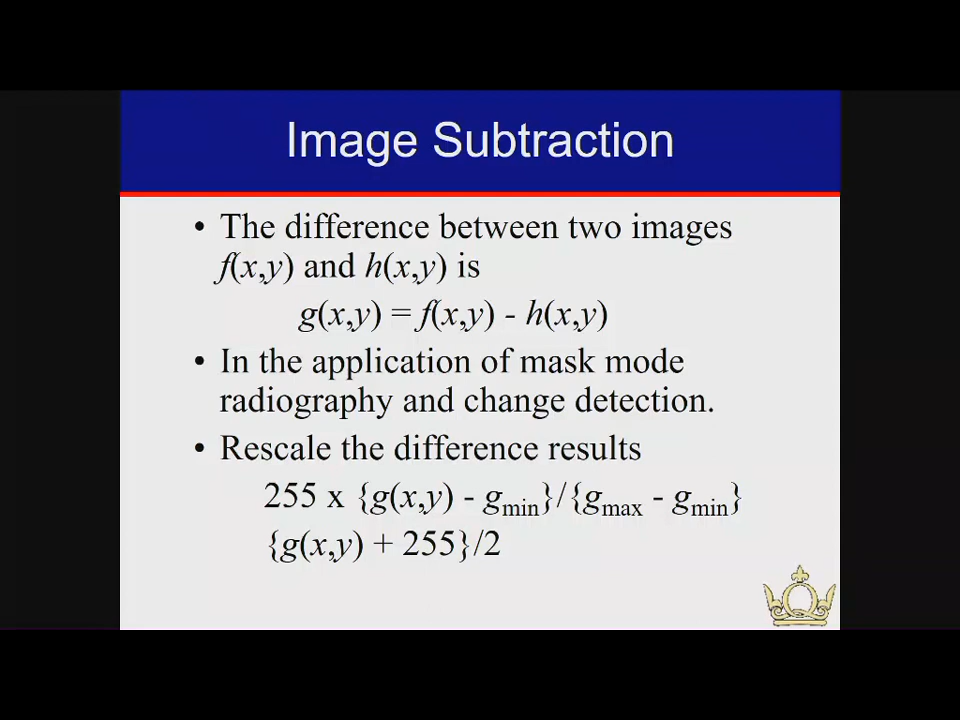 Image Subtraction
• The difference between two images
f(x,y) and h(x,y) is
g(x,y) = f(x,y) - h(x,y)
• In the application of mask mode
radiography and change detection.
• Rescale the difference results
255 x {g(x,y) - gmin}/{gmax - gmin}
{g(x,y) + 255}/2